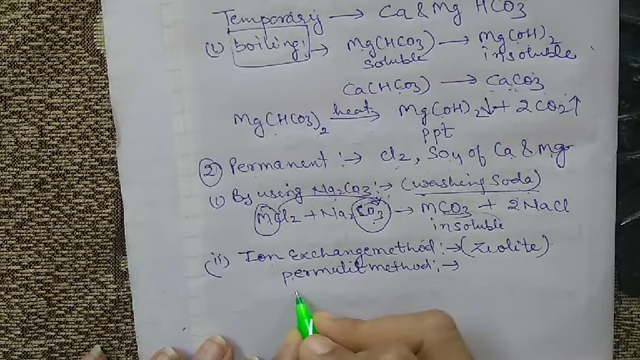 Temporary → Ca & Mg HCO3
(i) boiling: → Mg(HCO3) → Mg(OH)2
soluble insoluble
Ca(HCO3) → CaCO3
Mg(HCO3)2 heat→ Mg(OH)2↓ + 2CO2↑
ppt
② Permanent :→ Cl2, SO4 of Ca & Mg
(i) By using Na2CO3 :→ (washing Soda)
MCl2 + Na2CO3 → MCO3 + 2NaCl
insoluble
(ii) Ion Exchange method :→ (Zeolite)
permutit method :→